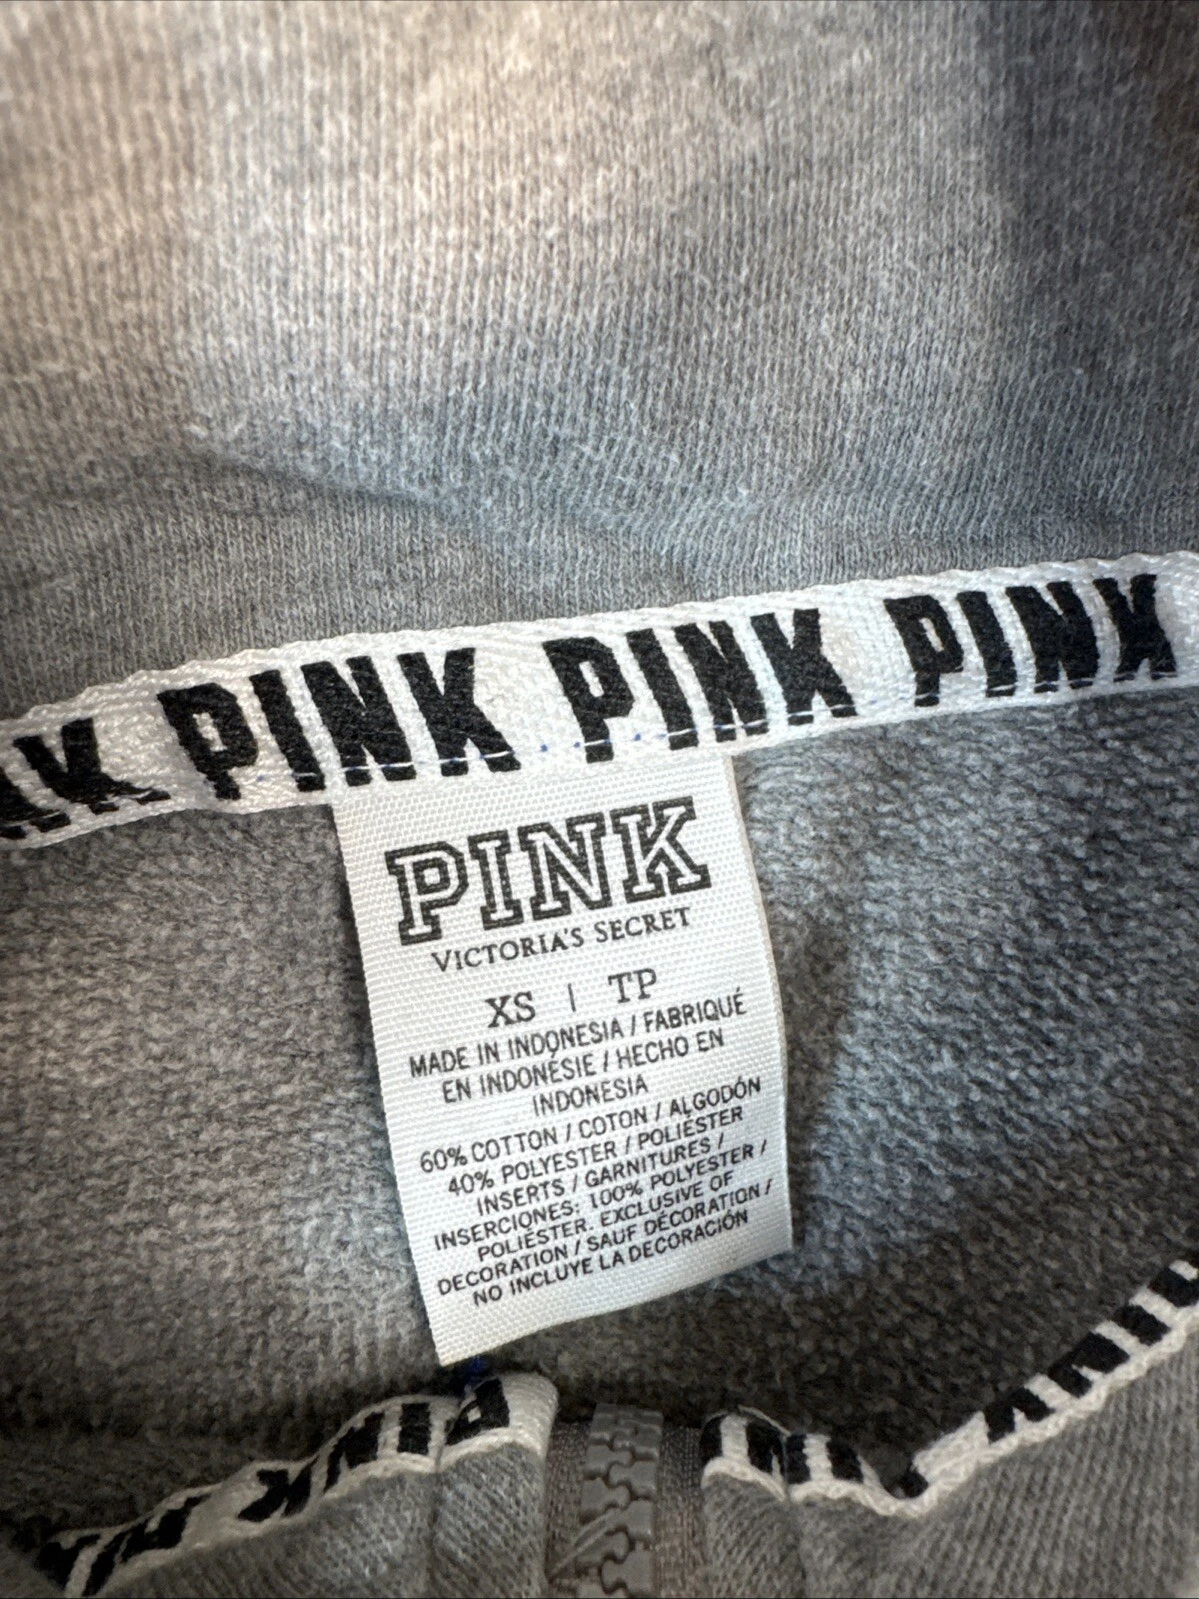 PINK PINK PINK
PINK
VICTORIA'S SECRET
XS | TP
MADE IN INDONESIA / FABRIQUÉ
EN INDONÉSIE / HECHO EN
INDONESIA
60% COTTON / COTON / ALGODÓN
40% POLYESTER / POLIÉSTER
INSERTS / GARNITURES /
INSERCIONES: 100% POLYESTER /
POLIÉSTER. EXCLUSIVE OF
DECORATION / SAUF DÉCORATION /
NO INCLUYE LA DECORACIÓN
PINK